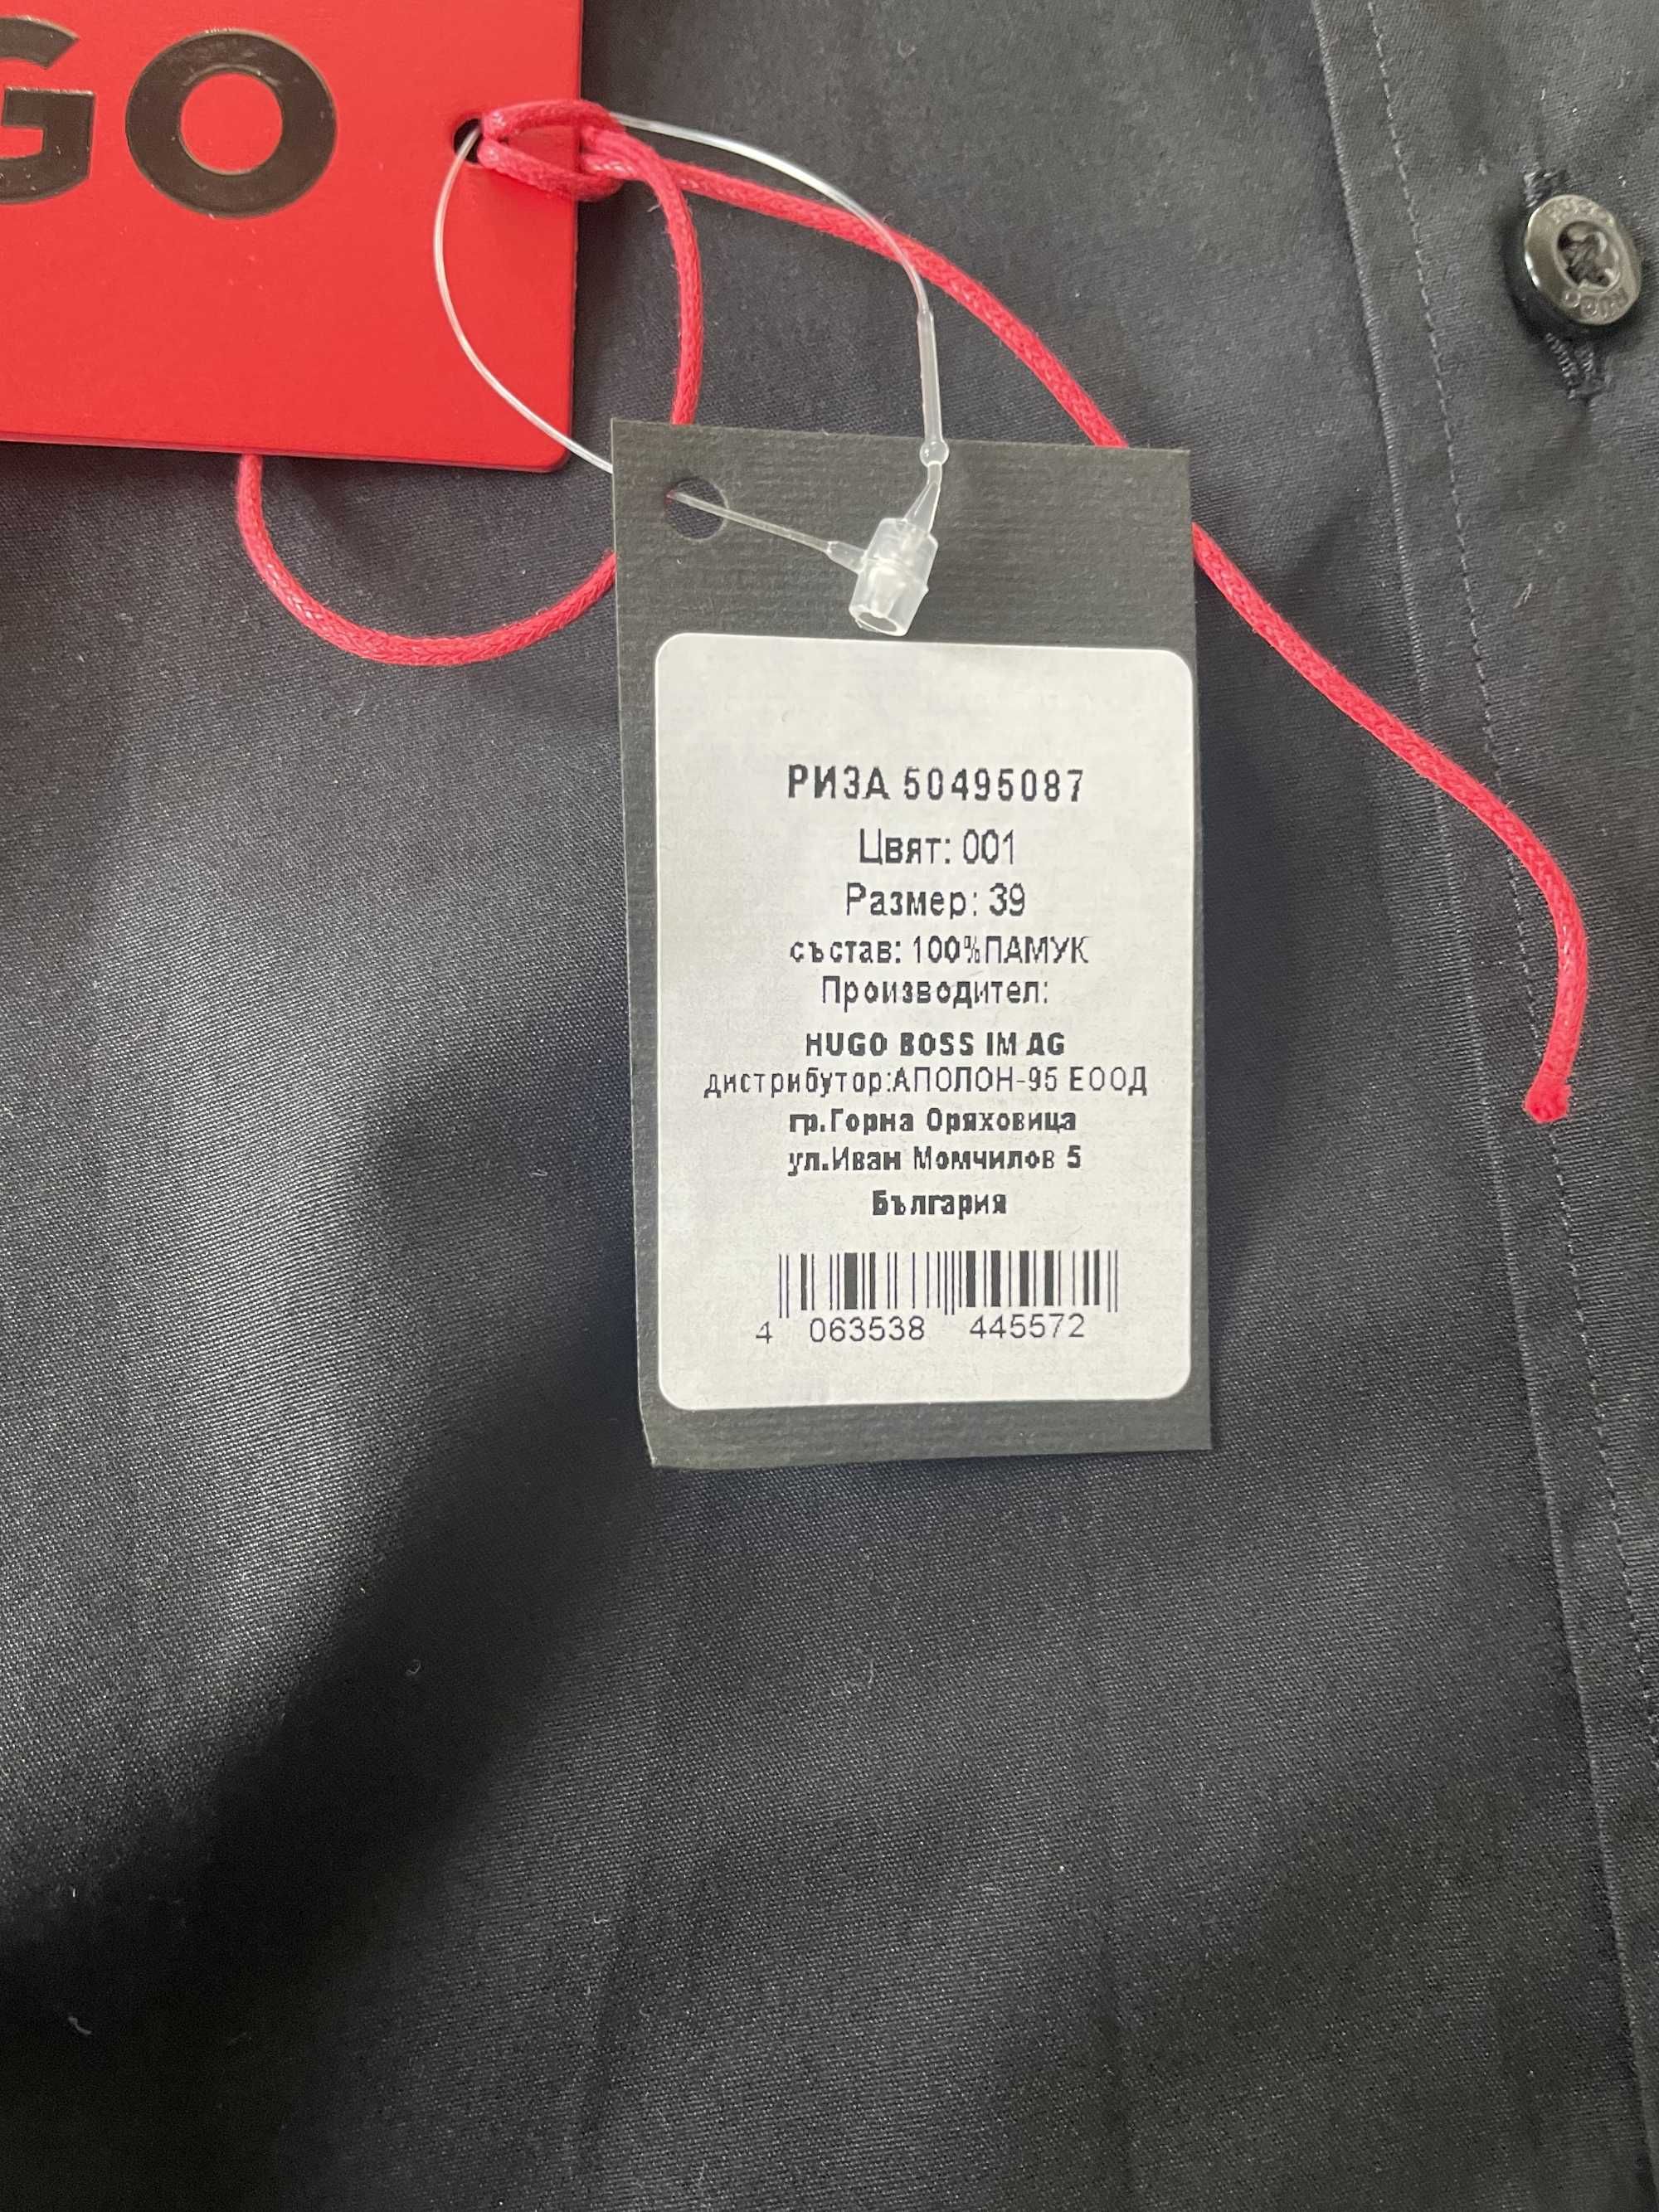 GO
РИЗА 50495087
Цвят: 001
Размер: 39
състав: 100%ПАМУК
Производител:
HUGO BOSS IM AG
дистрибутор:АПОЛОН-95 ЕООД
гр.Горна Оряховица
ул.Иван Момчилов 5
България
4 063538 445572